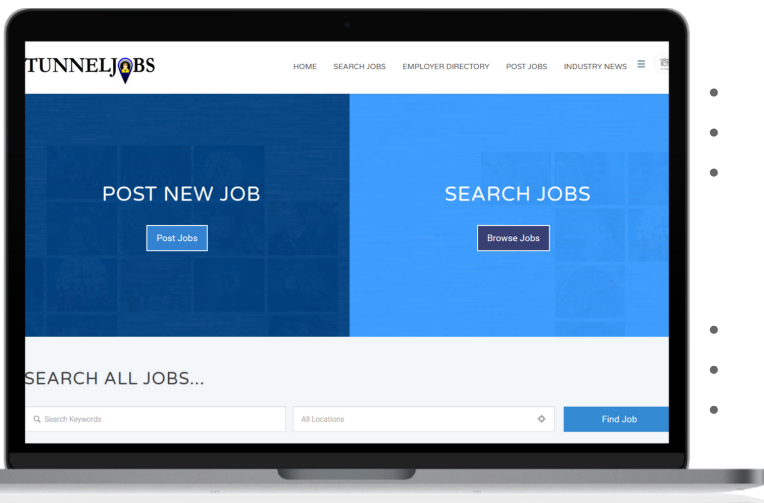 TUNNELJOBS
HOME SEARCH JOBS EMPLOYER DIRECTORY POST JOBS INDUSTRY NEWS
POST NEW JOB
Post Jobs
SEARCH JOBS
Browse Jobs
SEARCH ALL JOBS...
Search Keywords
All Locations
Find Job